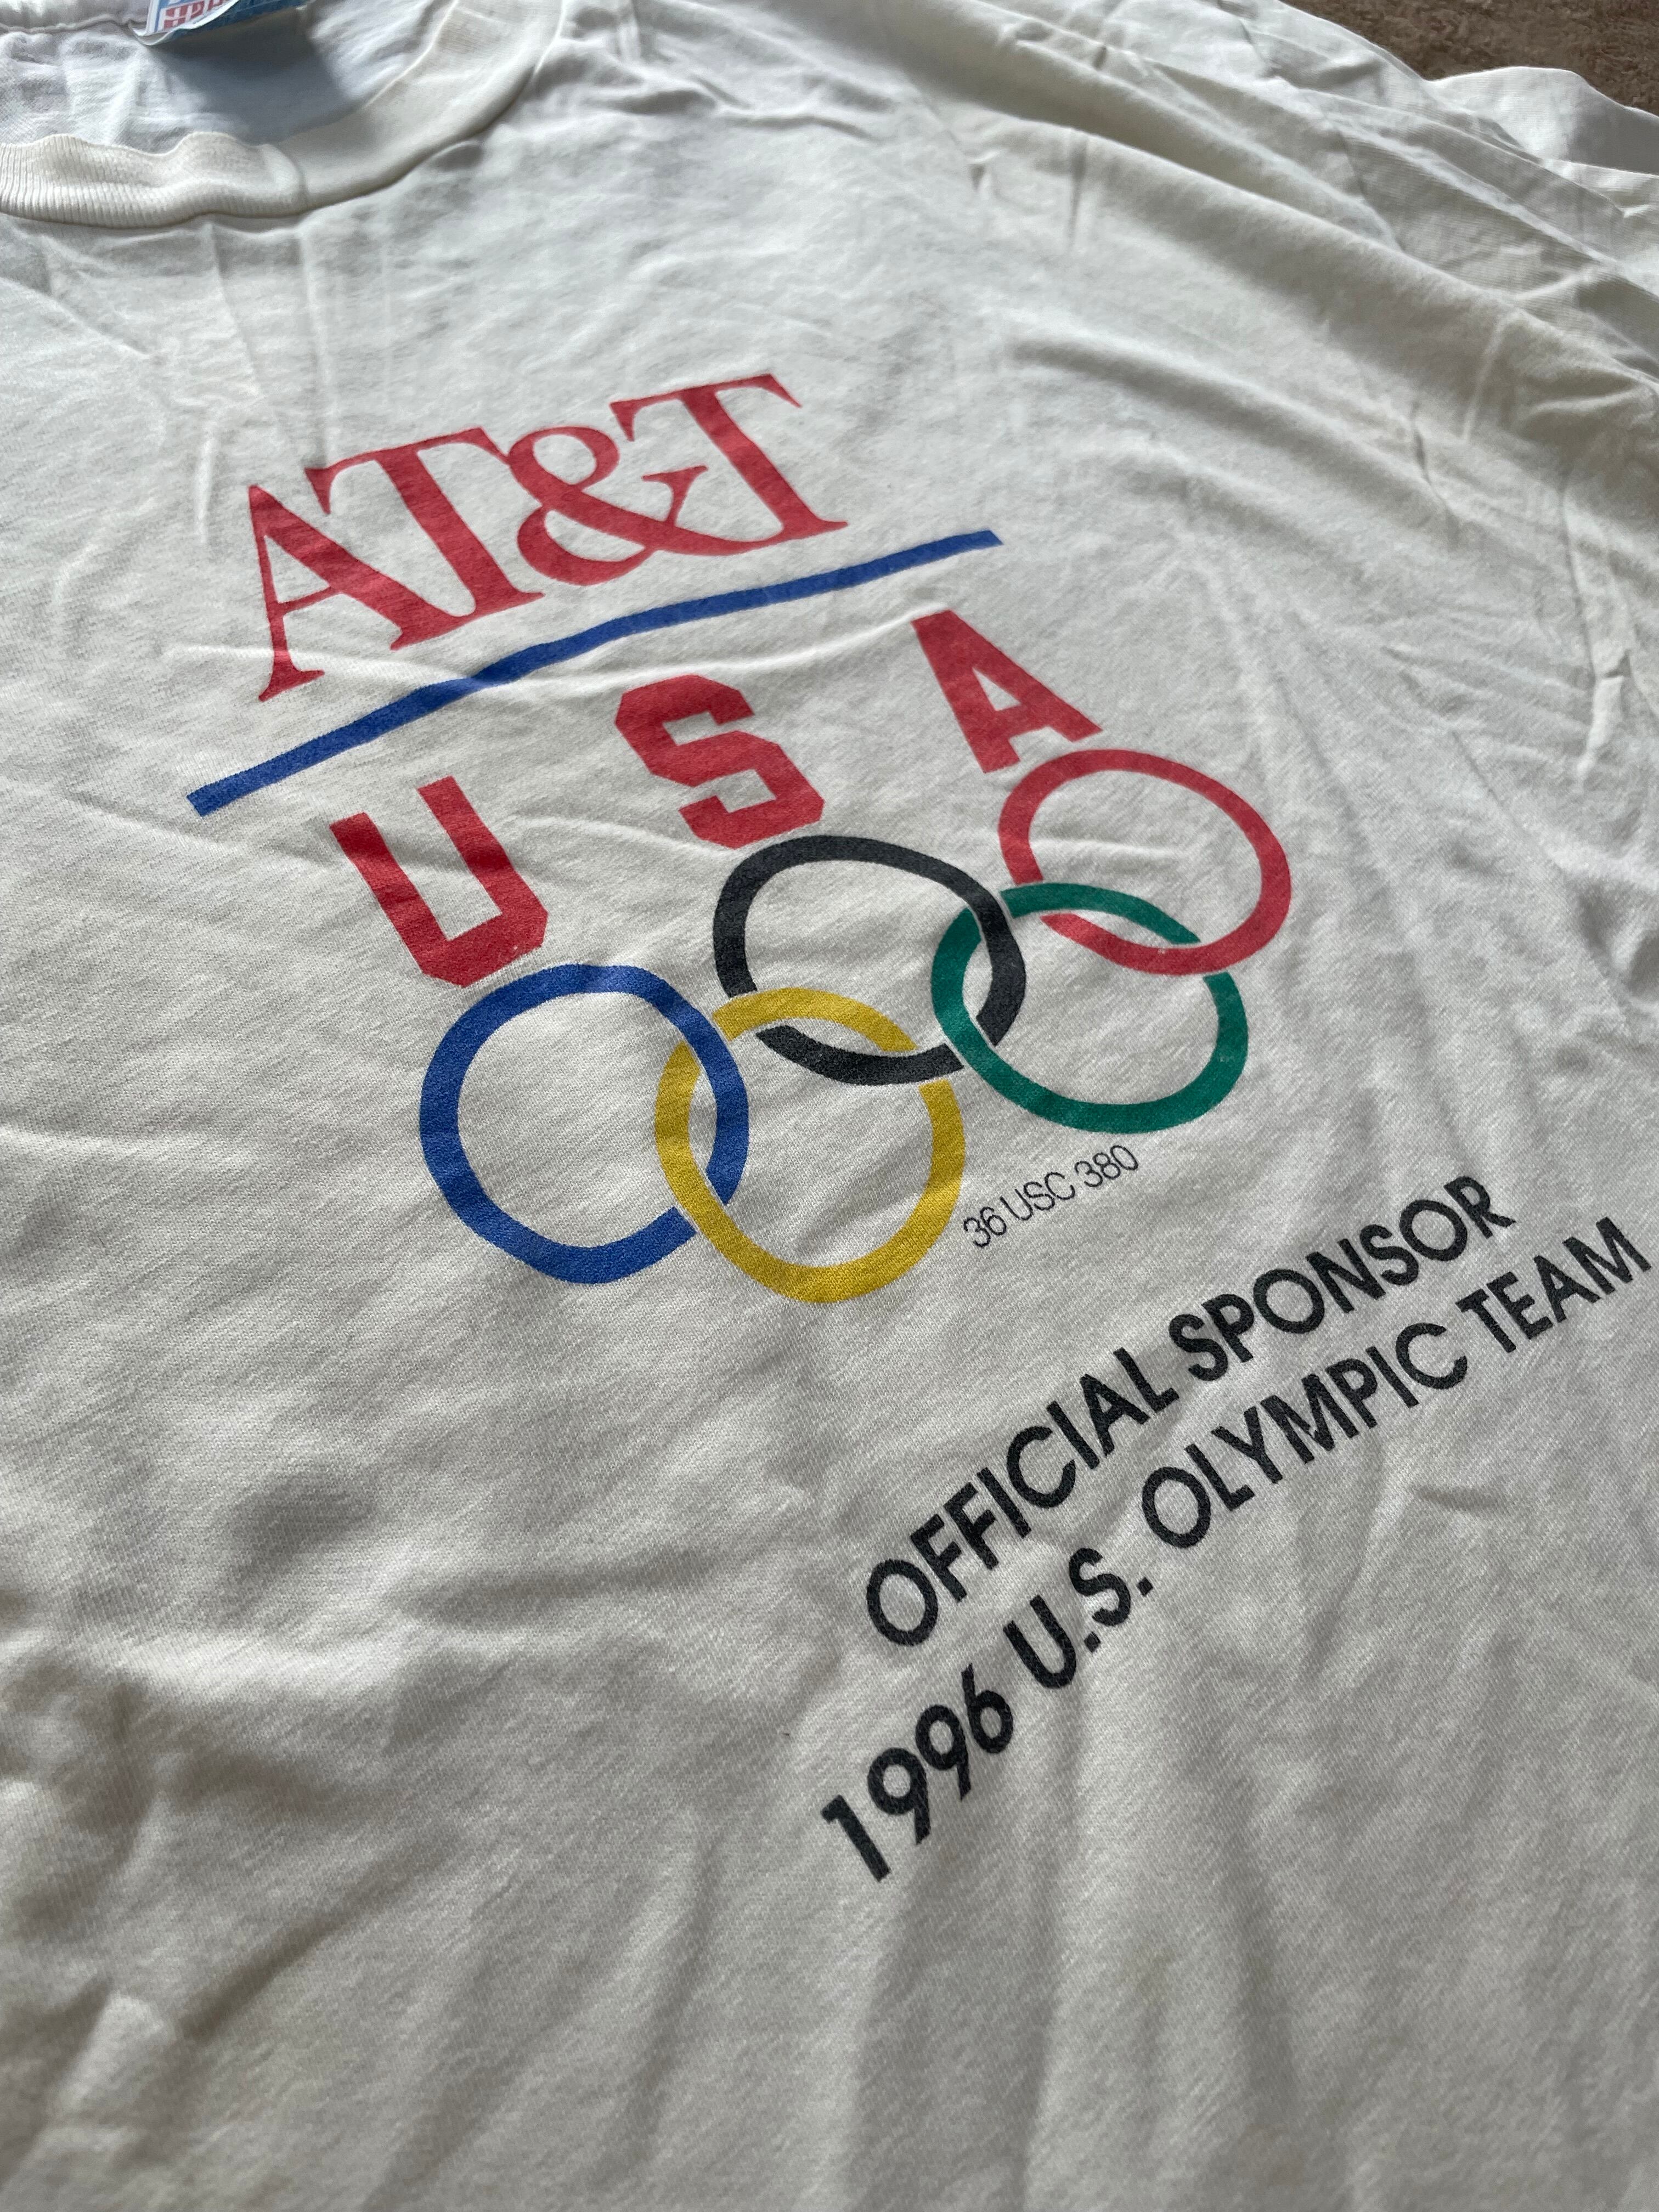 AT&T
USA
36 USC 380
OFFICIAL SPONSOR
1996 U.S. OLYMPIC TEAM